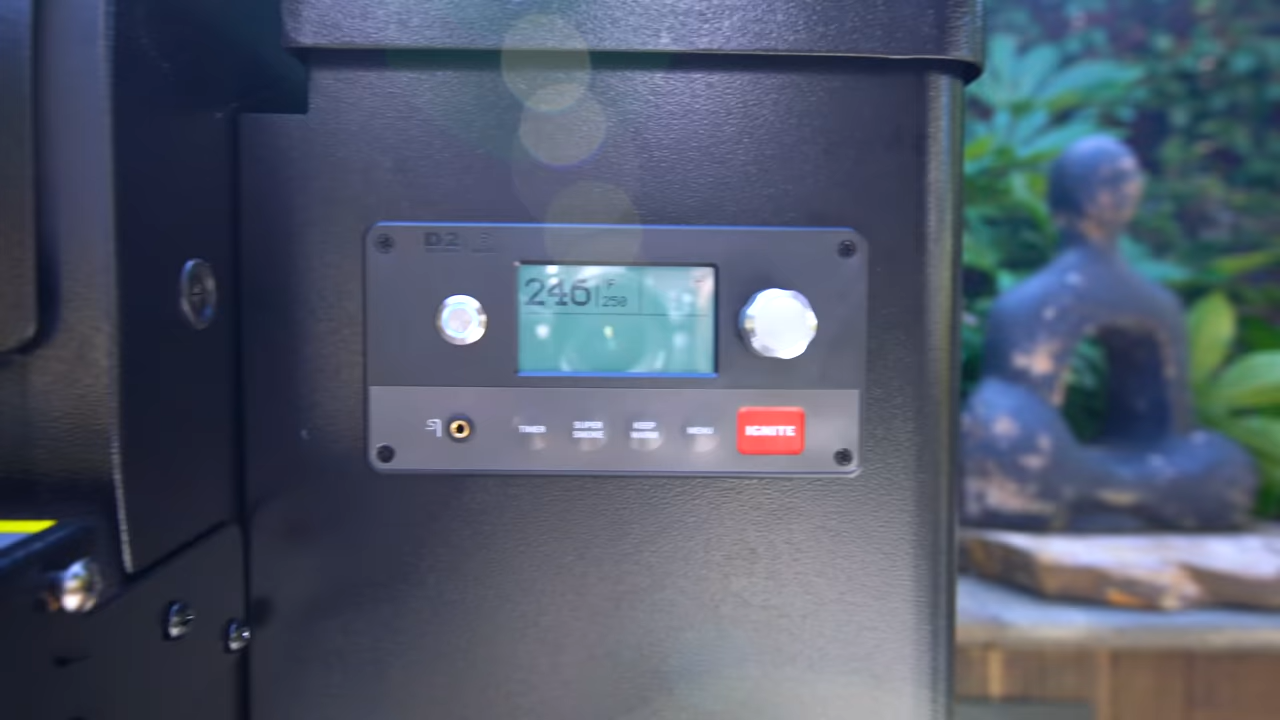 D2
246 F
250
TIMER
SUPER
SMOKE
KEEP
WARM
MENU
IGNITE